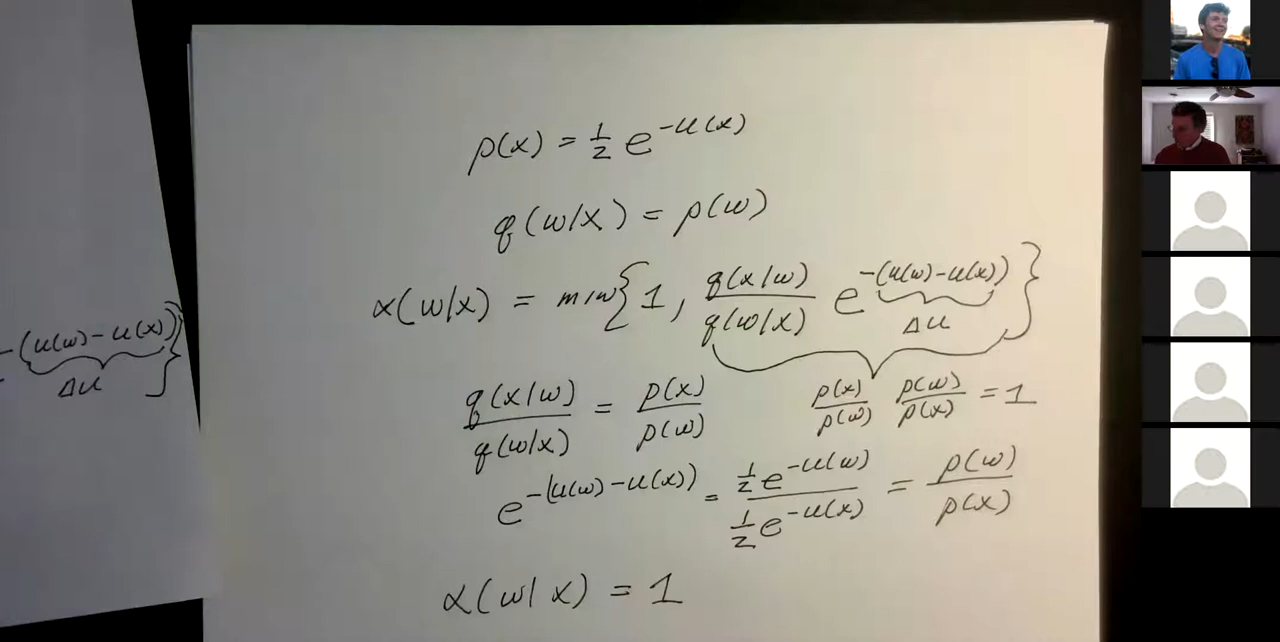 p(x) = 1/Z e^{-u(x)}
q(w|x) = p(w)
α(w|x) = min{1, q(x|w)/q(w|x) e^{-(u(w)-u(x))}}
Δu
q(x|w)/q(w|x) = p(x)/p(w)
p(x)/p(w) p(w)/p(x) = 1
e^{-(u(w)-u(x))} = 1/Z e^{-u(w)} / 1/Z e^{-u(x)} = p(w)/p(x)
α(w|x) = 1
-(u(w)-u(x))}
Δu